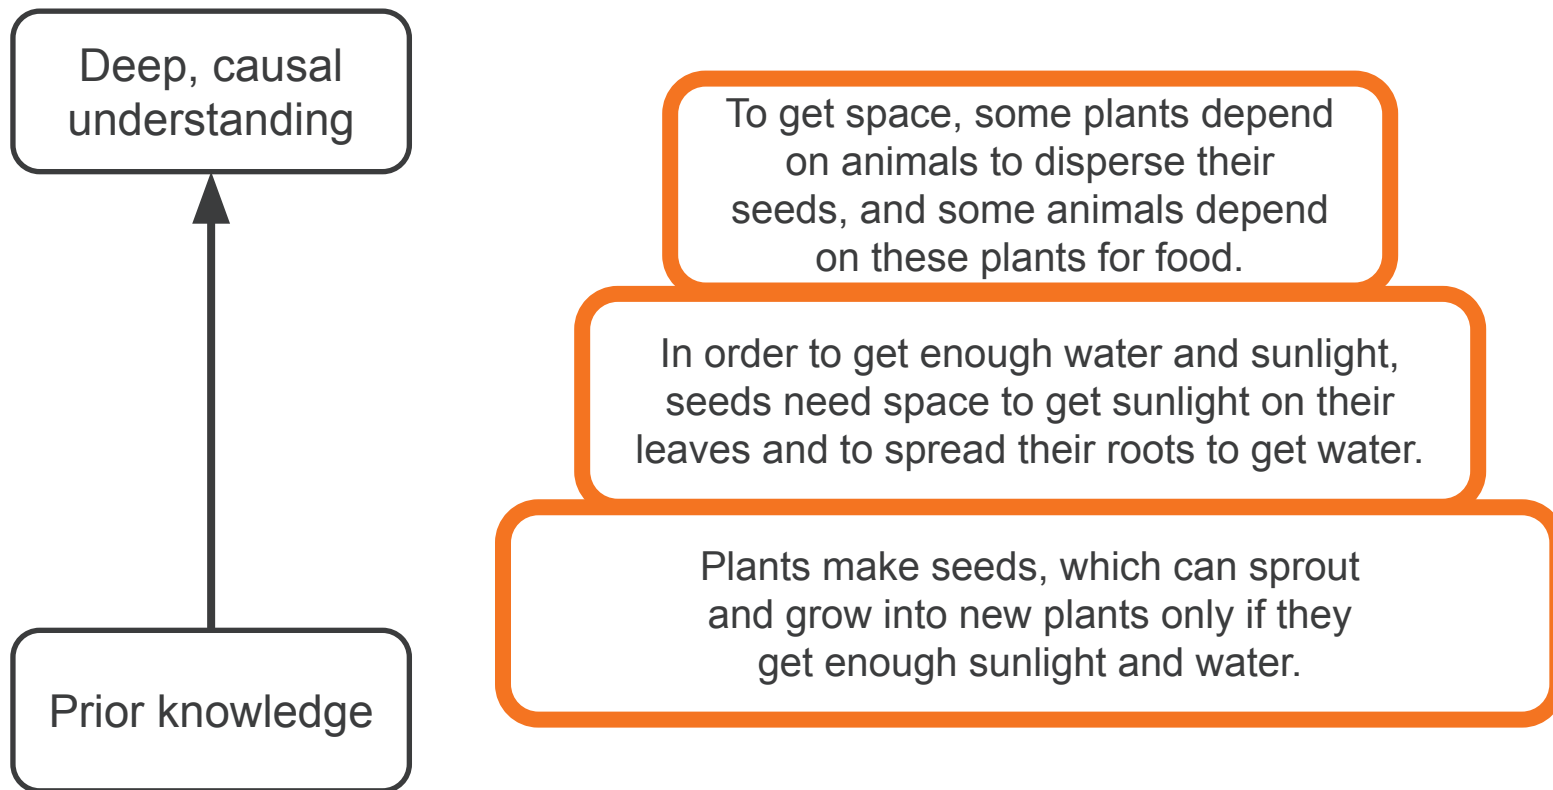 Deep, causal
understanding
To get space, some plants depend
on animals to disperse their
seeds, and some animals depend
on these plants for food.
In order to get enough water and sunlight,
seeds need space to get sunlight on their
leaves and to spread their roots to get water.
Plants make seeds, which can sprout
and grow into new plants only if they
get enough sunlight and water.
Prior knowledge